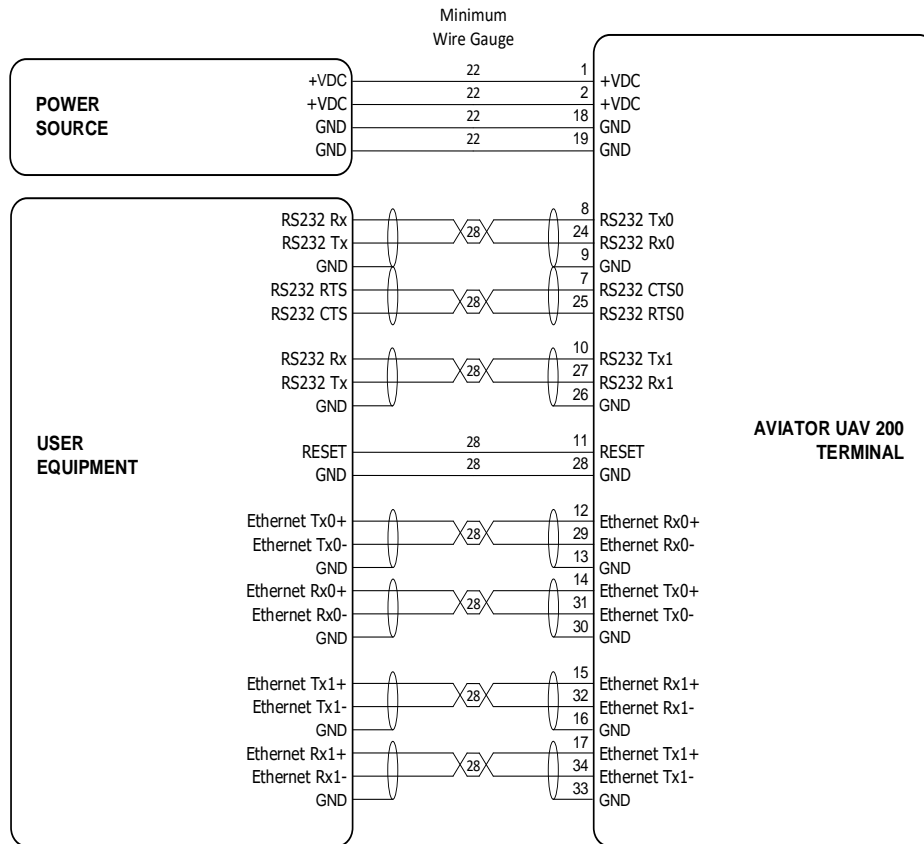 Minimum
Wire Gauge
POWER
SOURCE
+VDC 22 1 +VDC
+VDC 22 2 +VDC
GND 22 18 GND
GND 22 19 GND
USER
EQUIPMENT
AVIATOR UAV 200
TERMINAL
RS232 Rx 8 RS232 Tx0
28
RS232 Tx 24 RS232 Rx0
GND 9 GND
RS232 RTS 7 RS232 CTS0
28
RS232 CTS 25 RS232 RTS0
RS232 Rx 10 RS232 Tx1
28
RS232 Tx 27 RS232 Rx1
GND 26 GND
RESET 28 11 RESET
GND 28 28 GND
Ethernet Tx0+ 12 Ethernet Rx0+
28
Ethernet Tx0- 29 Ethernet Rx0-
GND 13 GND
Ethernet Rx0+ 14 Ethernet Tx0+
28
Ethernet Rx0- 31 Ethernet Tx0-
GND 30 GND
Ethernet Tx1+ 15 Ethernet Rx1+
28
Ethernet Tx1- 32 Ethernet Rx1-
GND 16 GND
Ethernet Rx1+ 17 Ethernet Tx1+
28
Ethernet Rx1- 34 Ethernet Tx1-
GND 33 GND